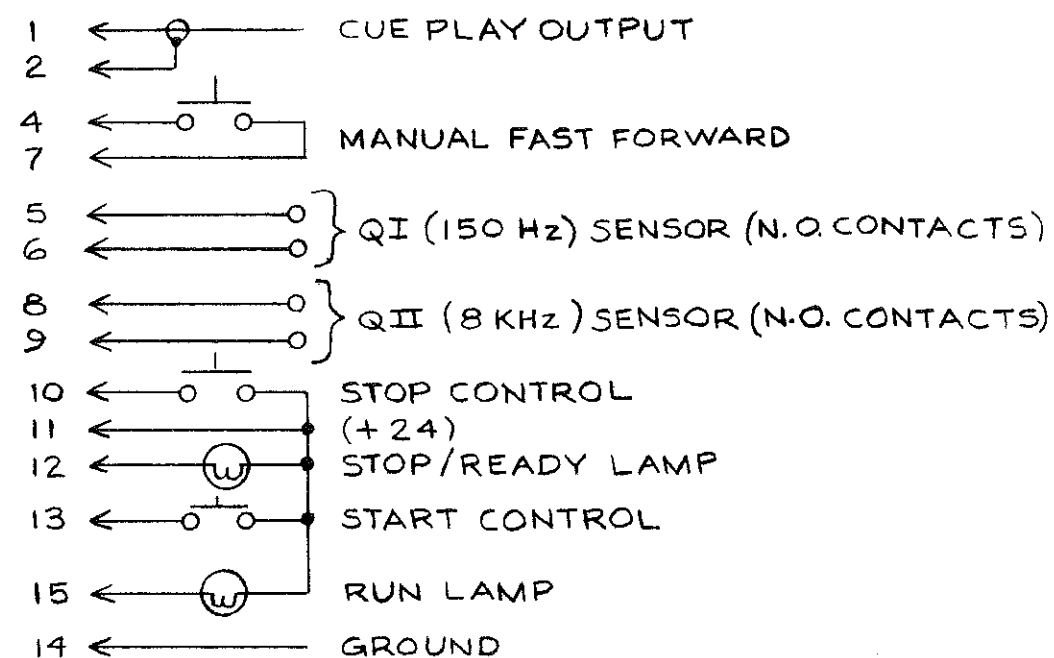 1 CUE PLAY OUTPUT
2
4
MANUAL FAST FORWARD
7
5
QI (150 Hz) SENSOR (N.O. CONTACTS)
6
8
QII (8 KHz) SENSOR (N.O. CONTACTS)
9
10 STOP CONTROL
11 (+24)
12 STOP/READY LAMP
13 START CONTROL
15 RUN LAMP
14 GROUND